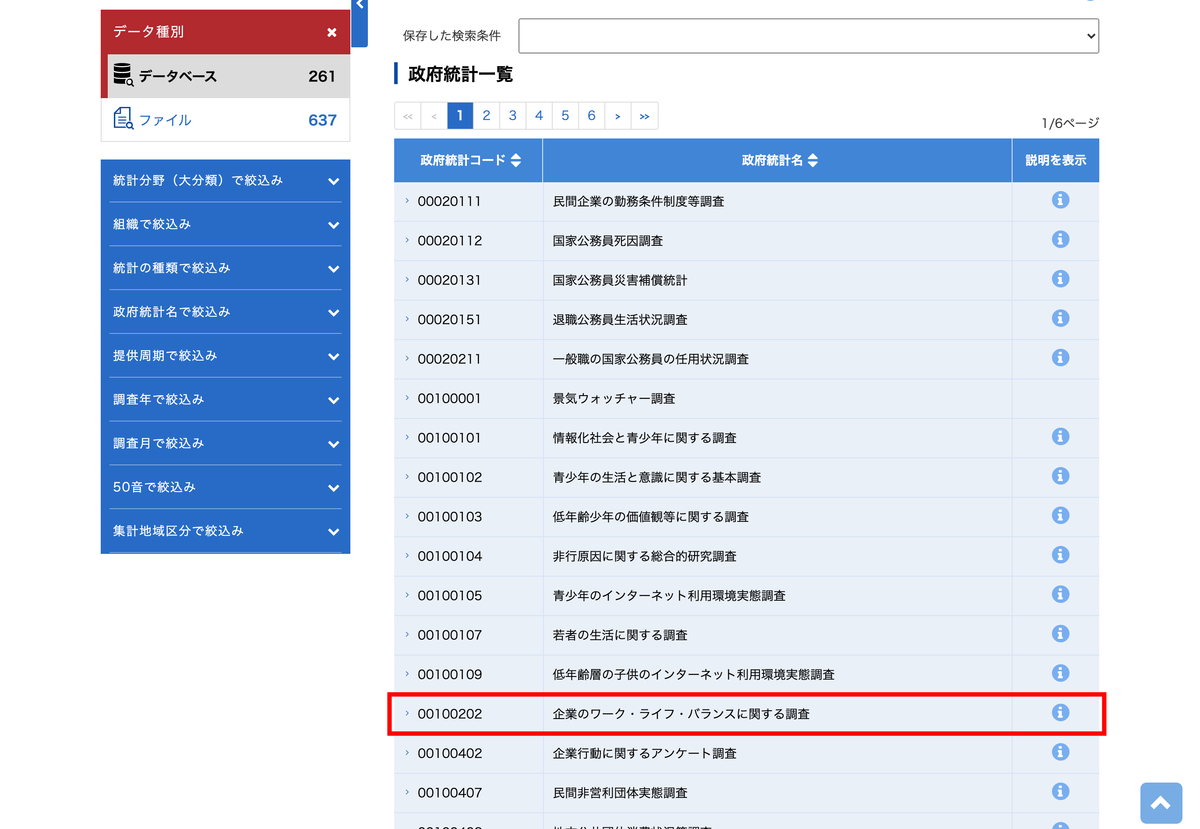 データ種別 ×
データベース 261
ファイル 637
統計分野（大分類）で絞込み
組織で絞込み
統計の種類で絞込み
政府統計名で絞込み
提供周期で絞込み
調査年で絞込み
調査月で絞込み
50音で絞込み
集計地域区分で絞込み
保存した検索条件
政府統計一覧
<< < 1 2 3 4 5 6 > >>
1/6ページ
政府統計コード 政府統計名 説明を表示
00020111 民間企業の勤務条件制度等調査
00020112 国家公務員死因調査
00020131 国家公務員災害補償統計
00020151 退職公務員生活状況調査
00020211 一般職の国家公務員の任用状況調査
00100001 景気ウォッチャー調査
00100101 情報化社会と青少年に関する調査
00100102 青少年の生活と意識に関する基本調査
00100103 低年齢少年の価値観等に関する調査
00100104 非行原因に関する総合的研究調査
00100105 青少年のインターネット利用環境実態調査
00100107 若者の生活に関する調査
00100109 低年齢層の子供のインターネット利用環境実態調査
00100202 企業のワーク・ライフ・バランスに関する調査
00100402 企業行動に関するアンケート調査
00100407 民間非営利団体実態調査